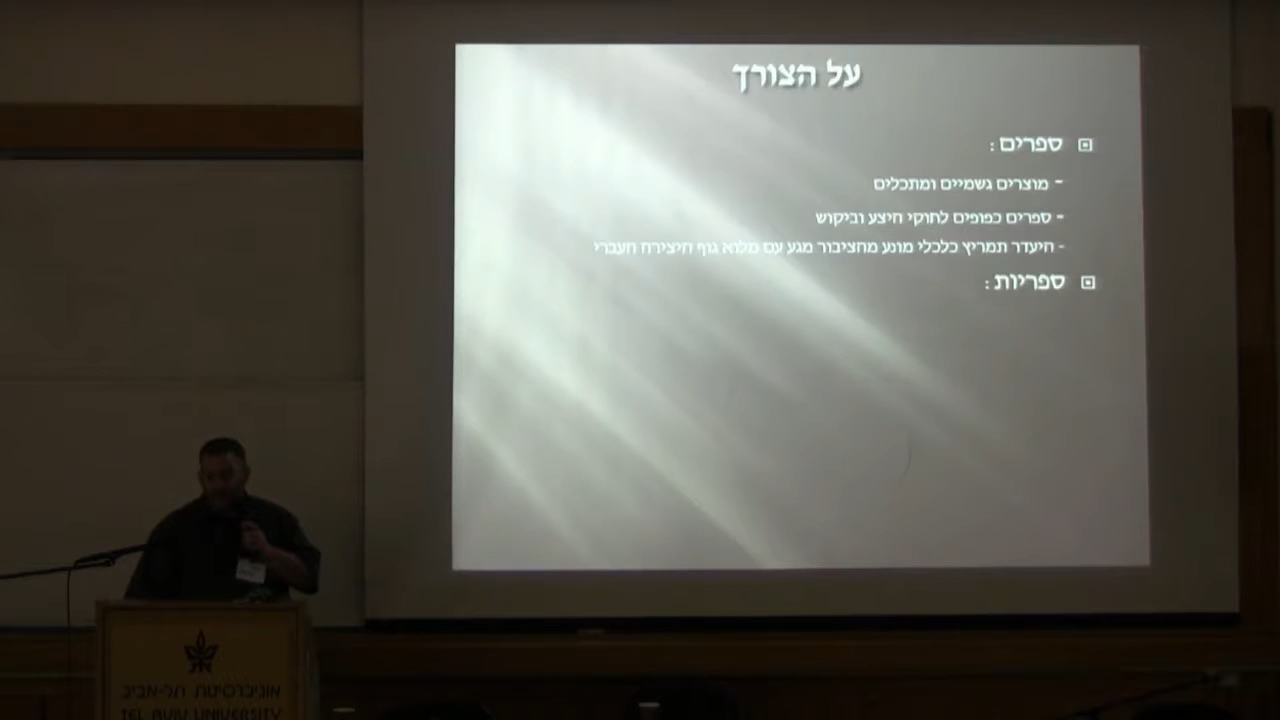 על הצורך
ספרים :
- מוצרים גשמיים ומתכלים
- ספרים כפופים לחוקי היצע וביקוש
- היעדר תמריץ כלכלי מונע מהציבור מגע עם מלוא גוף היצירה העברי
ספריות :
אוניברסיטת תל-אביב
TEL AVIV UNIVERSITY